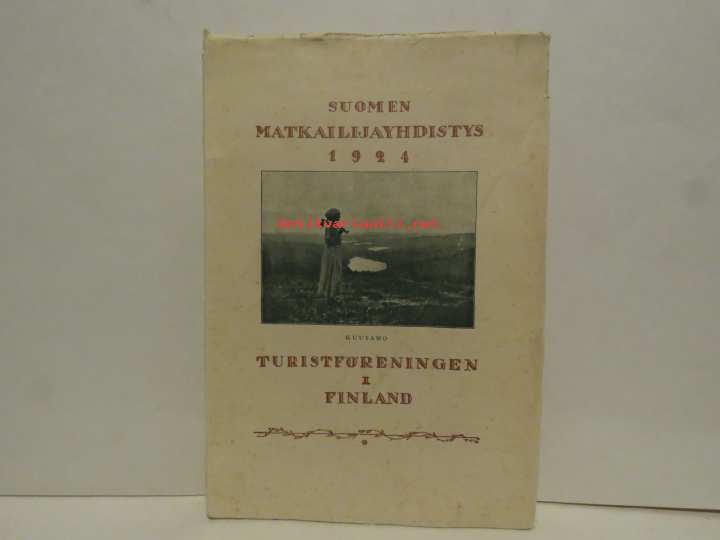 SUOMEN
MATKAILIJAYHDISTYS
1924
KUUSAMO
TURISTFÖRENINGEN
I
FINLAND